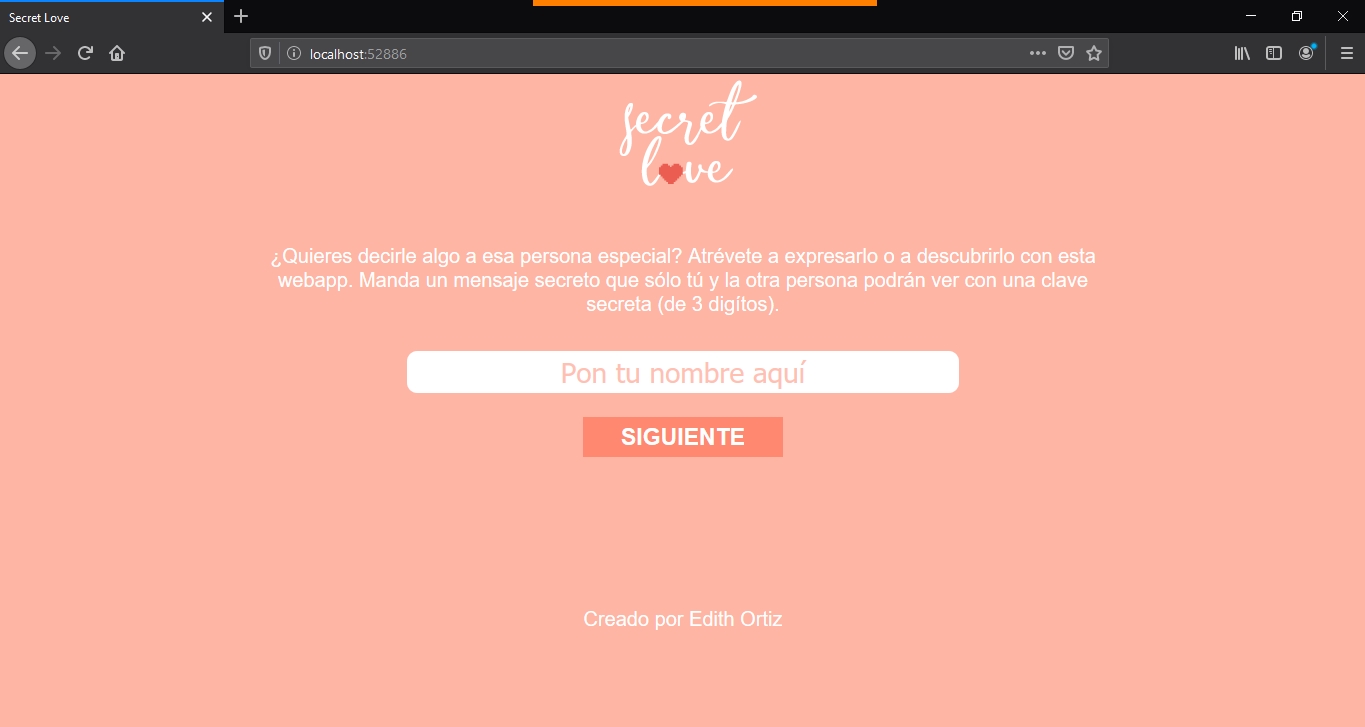 Secret Love
localhost:52886
secret
love
¿Quieres decirle algo a esa persona especial? Atrévete a expresarlo o a descubrirlo con esta
webapp. Manda un mensaje secreto que sólo tú y la otra persona podrán ver con una clave
secreta (de 3 digítos).
Pon tu nombre aquí
SIGUIENTE
Creado por Edith Ortiz